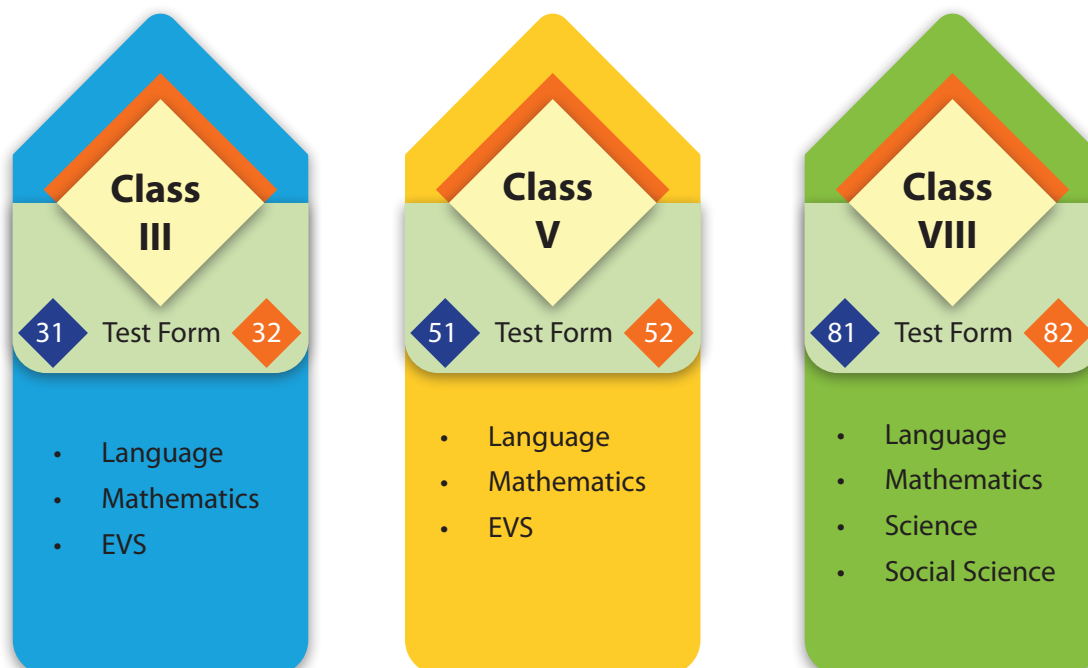 Class
III
31 Test Form 32
• Language
• Mathematics
• EVS
Class
V
51 Test Form 52
• Language
• Mathematics
• EVS
Class
VIII
81 Test Form 82
• Language
• Mathematics
• Science
• Social Science